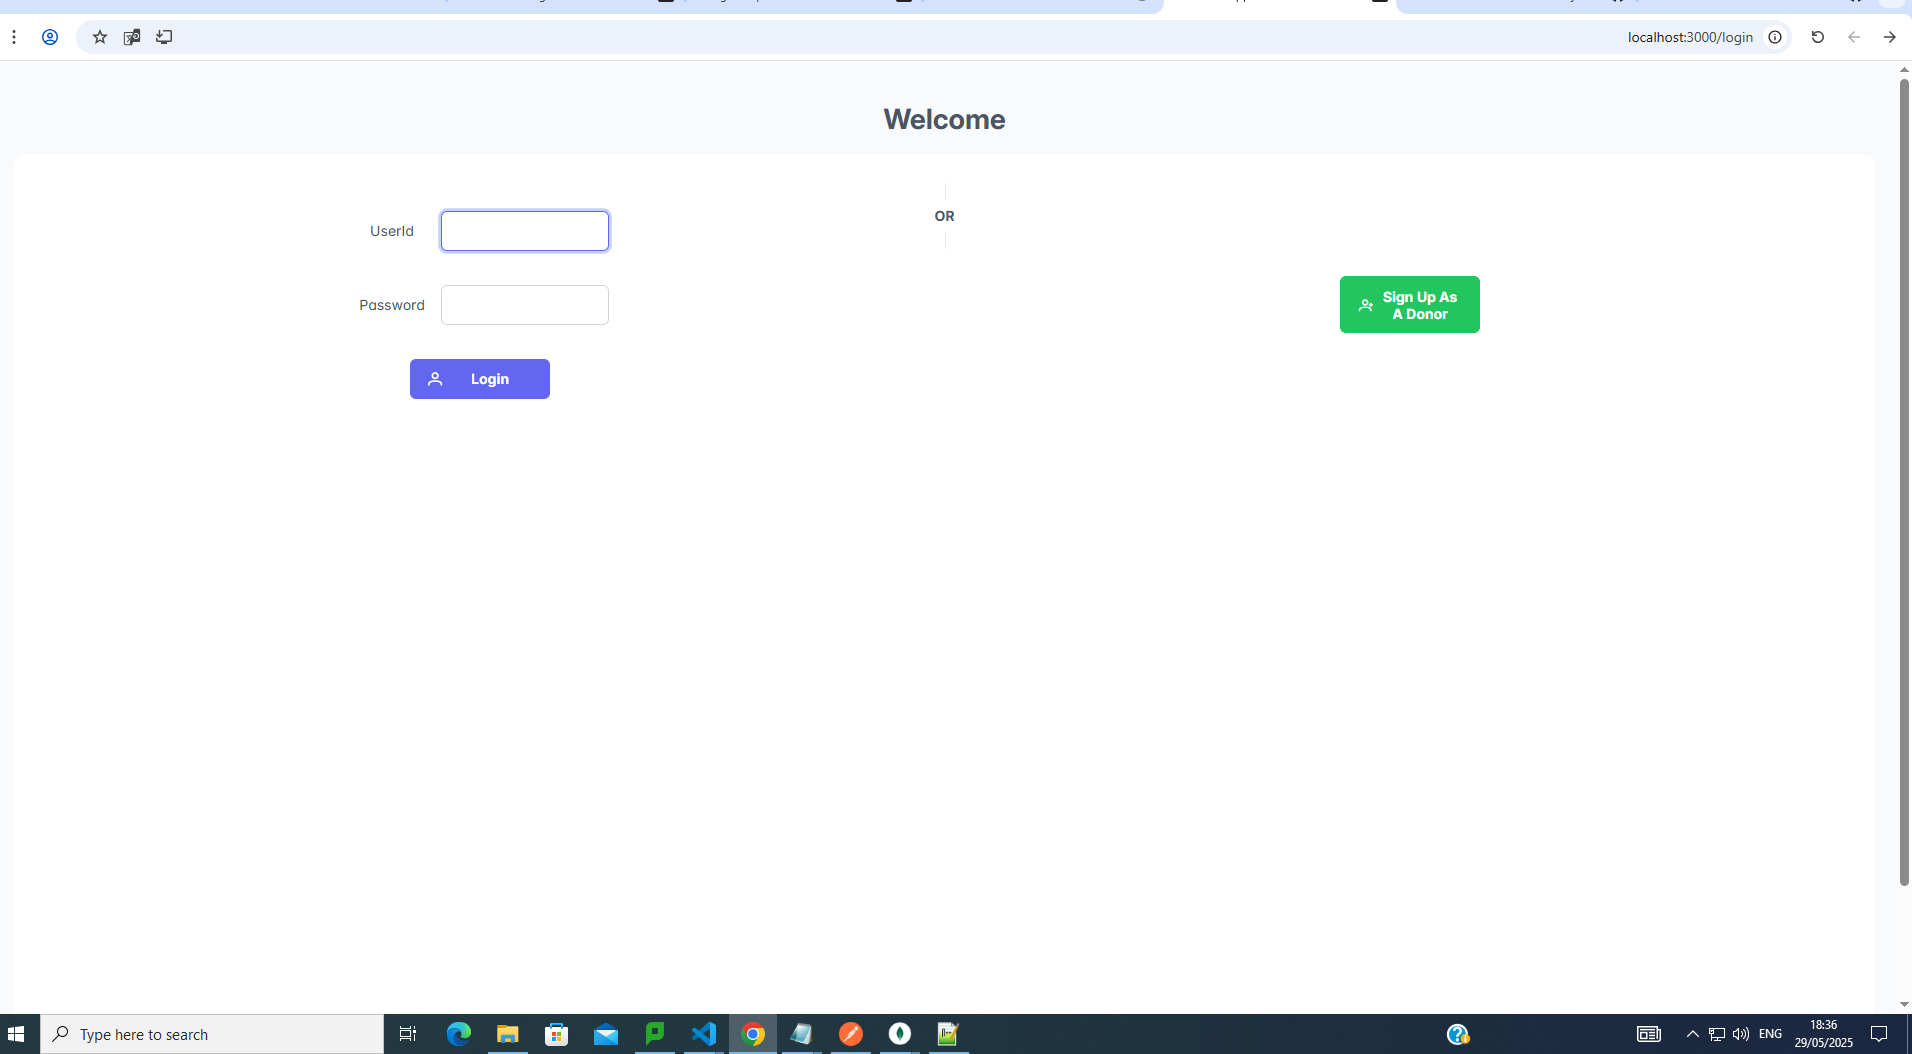 localhost:3000/login
Welcome
OR
UserId
Password
Sign Up As
A Donor
Login
Type here to search
ENG
18:36
29/05/2025